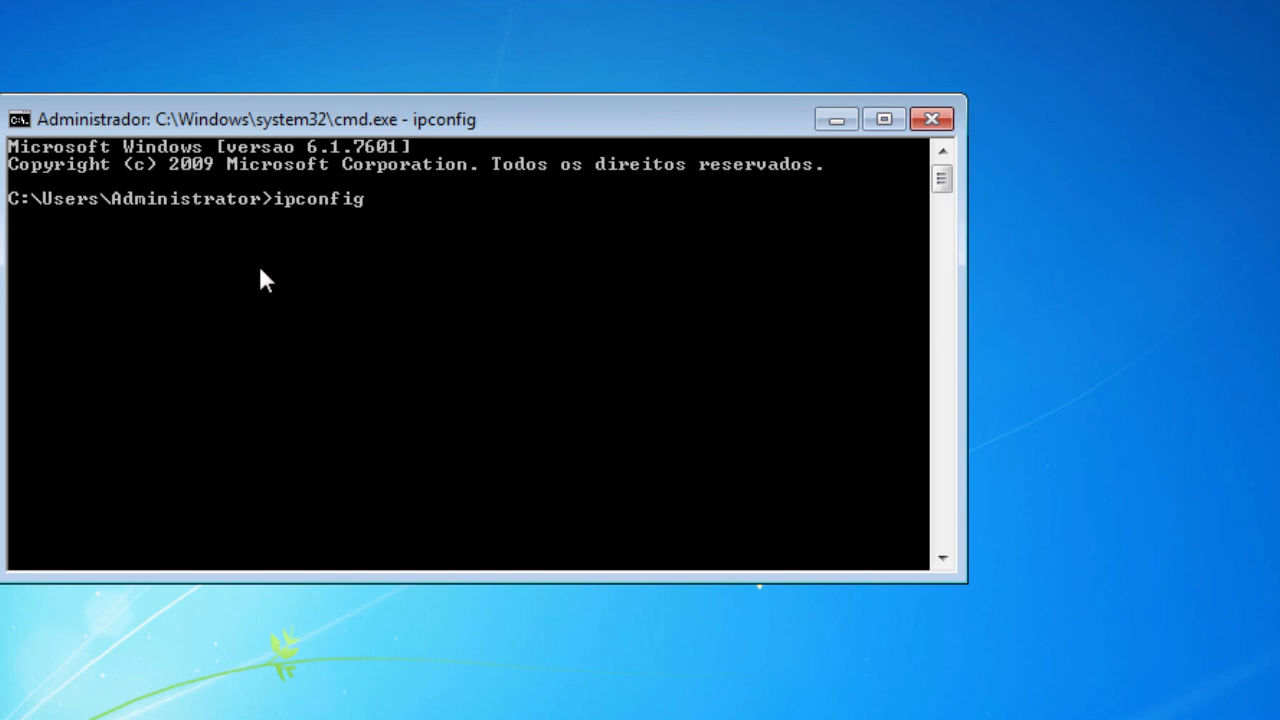 Administrador: C:\Windows\system32\cmd.exe - ipconfig
Microsoft Windows [versao 6.1.7601]
Copyright (c) 2009 Microsoft Corporation. Todos os direitos reservados.
C:\Users\Administrator>ipconfig